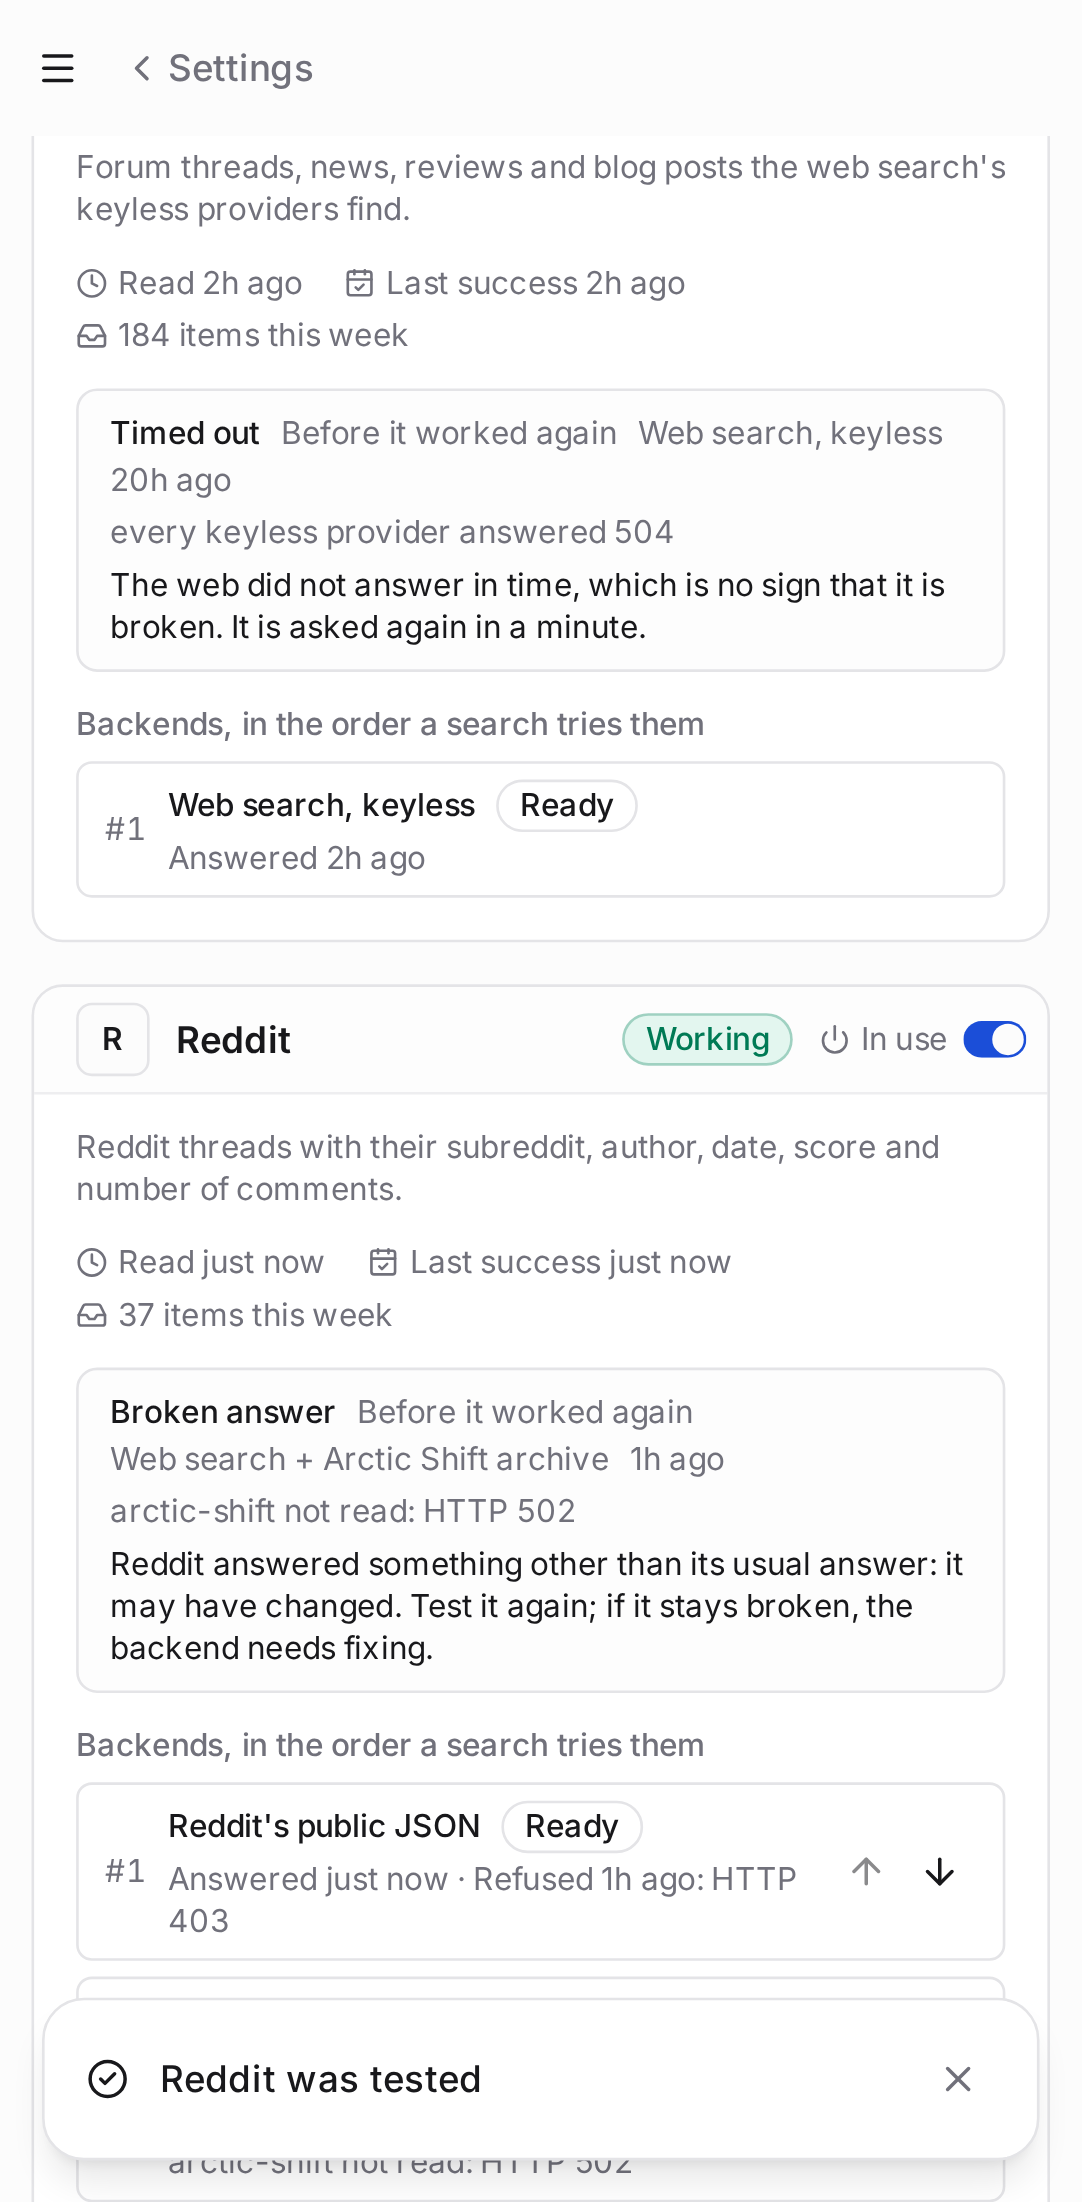 Settings
Forum threads, news, reviews and blog posts the web search's
keyless providers find.
Read 2h ago Last success 2h ago
184 items this week
Timed out Before it worked again Web search, keyless
20h ago
every keyless provider answered 504
The web did not answer in time, which is no sign that it is
broken. It is asked again in a minute.
Backends, in the order a search tries them
#1 Web search, keyless Ready
Answered 2h ago
R Reddit Working In use
Reddit threads with their subreddit, author, date, score and
number of comments.
Read just now Last success just now
37 items this week
Broken answer Before it worked again
Web search + Arctic Shift archive 1h ago
arctic-shift not read: HTTP 502
Reddit answered something other than its usual answer: it
may have changed. Test it again; if it stays broken, the
backend needs fixing.
Backends, in the order a search tries them
#1 Reddit's public JSON Ready
Answered just now · Refused 1h ago: HTTP
403
Reddit was tested
arctic-shift not read: HTTP 502